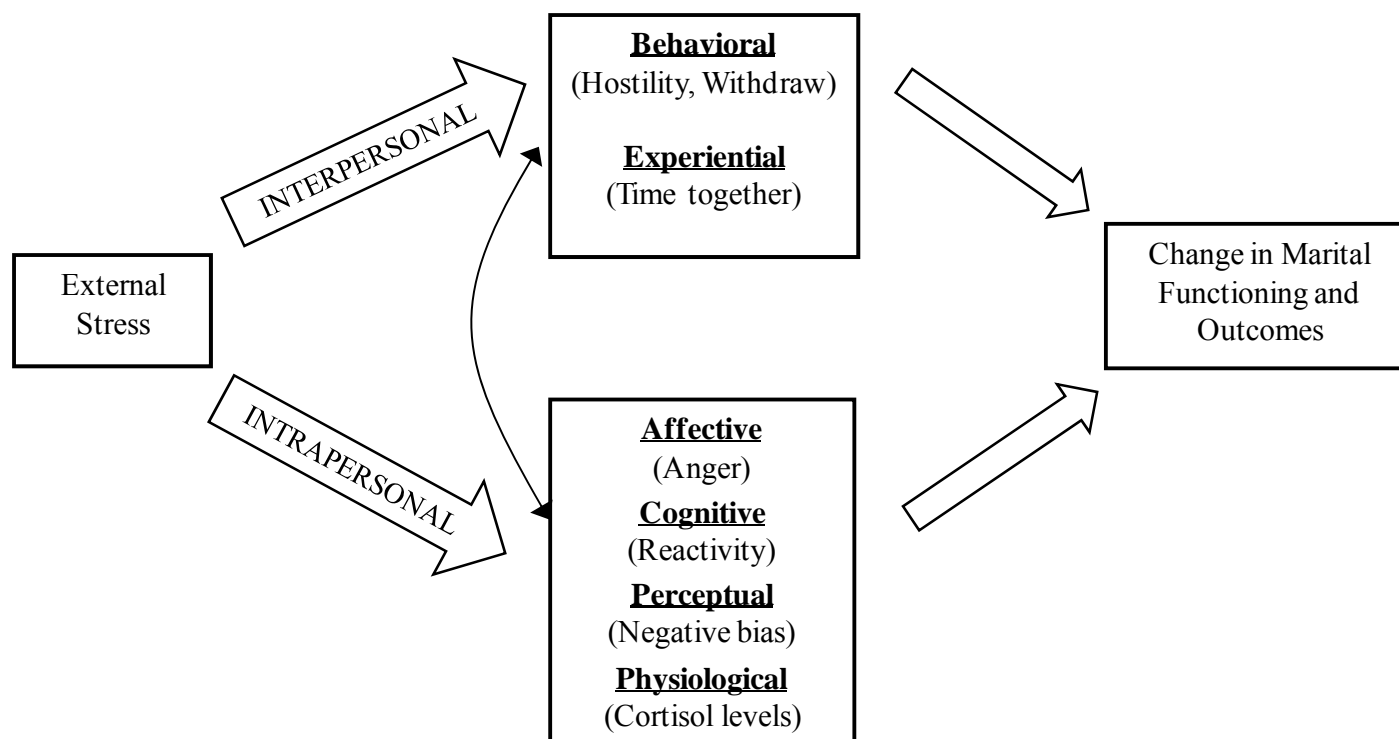 External
Stress
INTERPERSONAL
INTRAPERSONAL
Behavioral
(Hostility, Withdraw)
Experiential
(Time together)
Affective
(Anger)
Cognitive
(Reactivity)
Perceptual
(Negative bias)
Physiological
(Cortisol levels)
Change in Marital
Functioning and
Outcomes